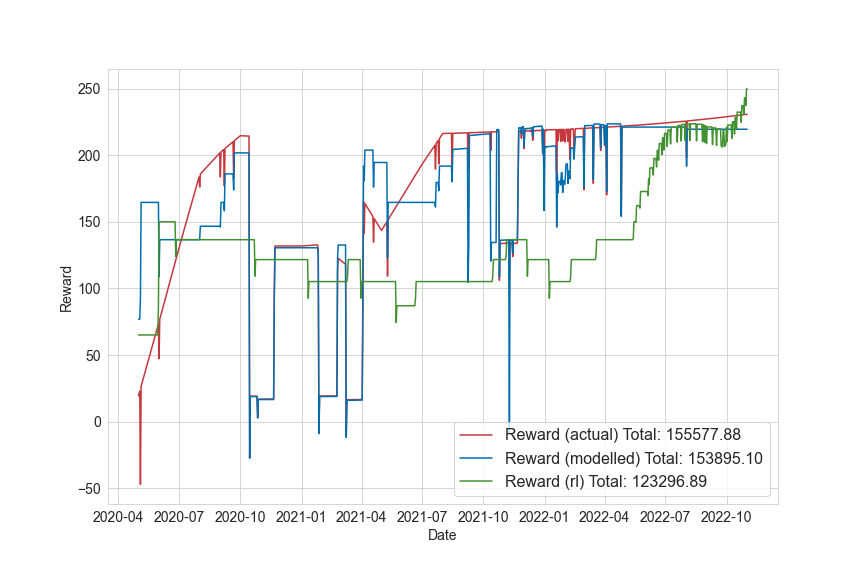 250
200
150
100
50
0
−50
Reward
2020-04 2020-07 2020-10 2021-01 2021-04 2021-07 2021-10 2022-01 2022-04 2022-07 2022-10
Date
Reward (actual) Total: 155577.88
Reward (modelled) Total: 153895.10
Reward (rl) Total: 123296.89